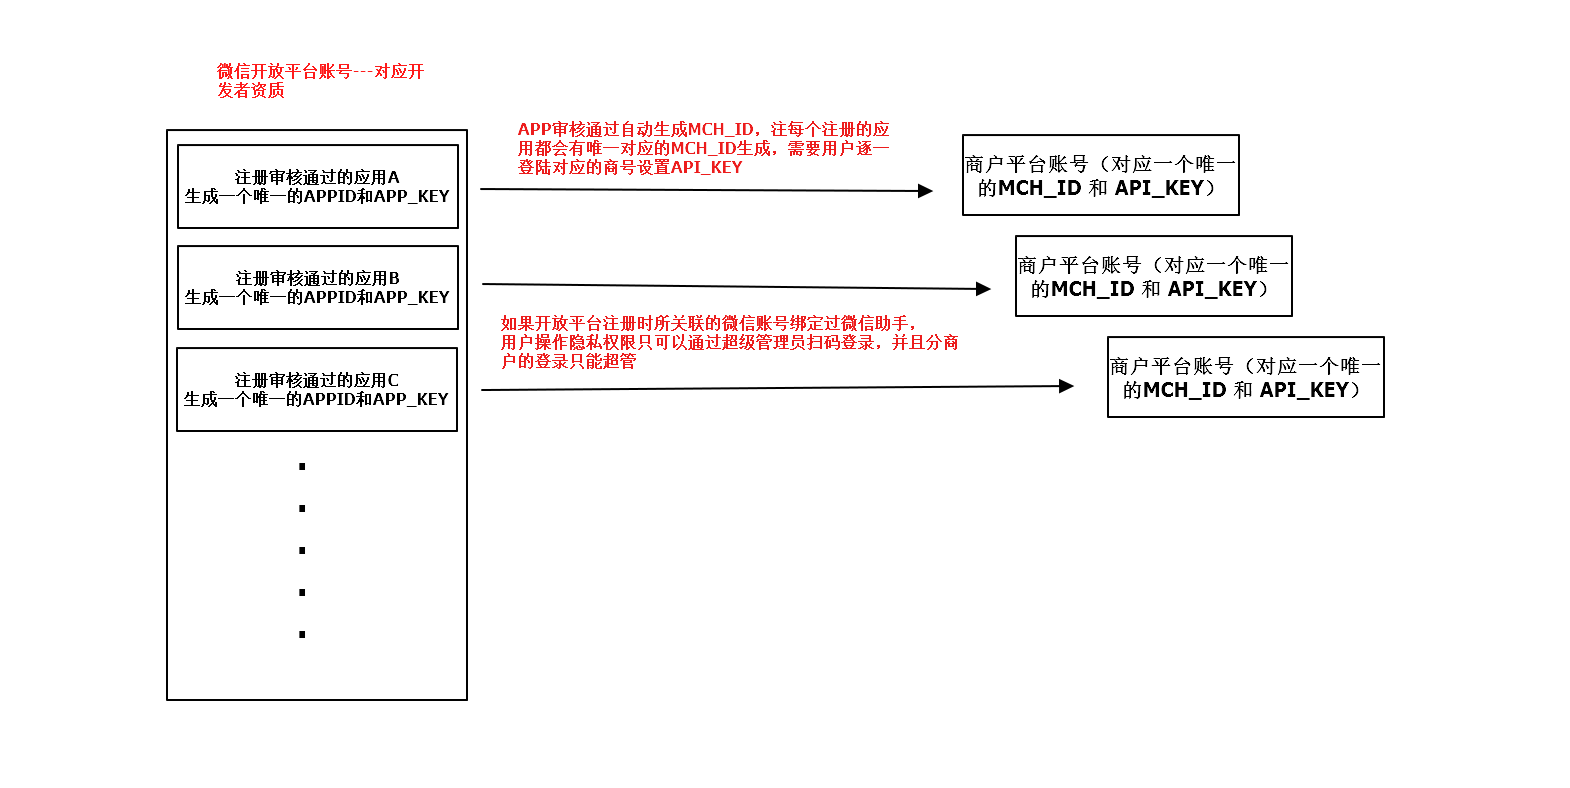 微信开放平台账号---对应开
发者资质
注册审核通过的应用A
生成一个唯一的APPID和APP_KEY
APP审核通过自动生成MCH_ID，注每个注册的应
用都会有唯一对应的MCH_ID生成，需要用户逐一
登陆对应的商号设置API_KEY
商户平台账号（对应一个唯一
的MCH_ID 和 API_KEY）
注册审核通过的应用B
生成一个唯一的APPID和APP_KEY
商户平台账号（对应一个唯一
的MCH_ID 和 API_KEY）
如果开放平台注册时所关联的微信账号绑定过微信助手，
用户操作隐私权限只可以通过超级管理员扫码登录，并且分商
户的登录只能超管
注册审核通过的应用C
生成一个唯一的APPID和APP_KEY
商户平台账号（对应一个唯一
的MCH_ID 和 API_KEY）